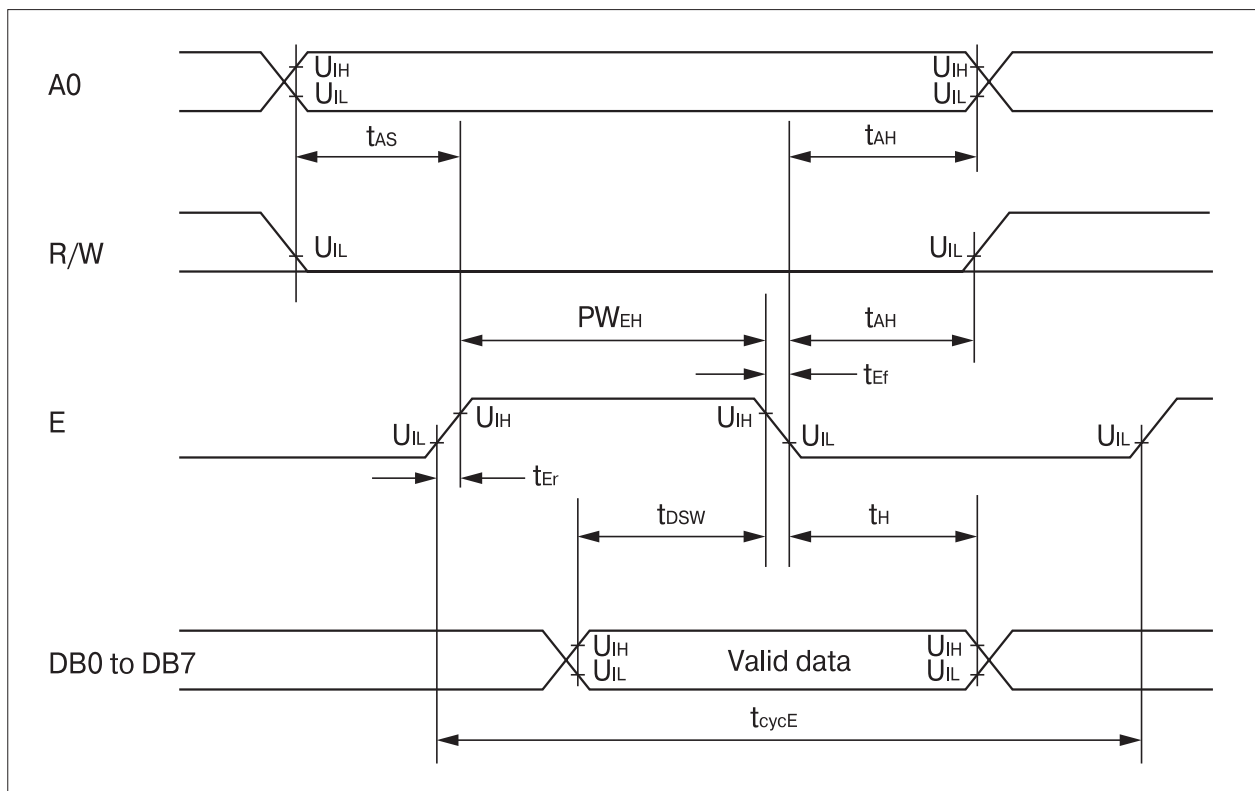 A0
UIH
UIL
UIH
UIL
tAS
tAH
R/W
UIL
UIL
PWEH
tAH
tEf
E
UIL
UIH
UIH
UIL
UIL
tEr
tDSW
tH
DB0 to DB7
UIH
UIL
Valid data
UIH
UIL
tcycE